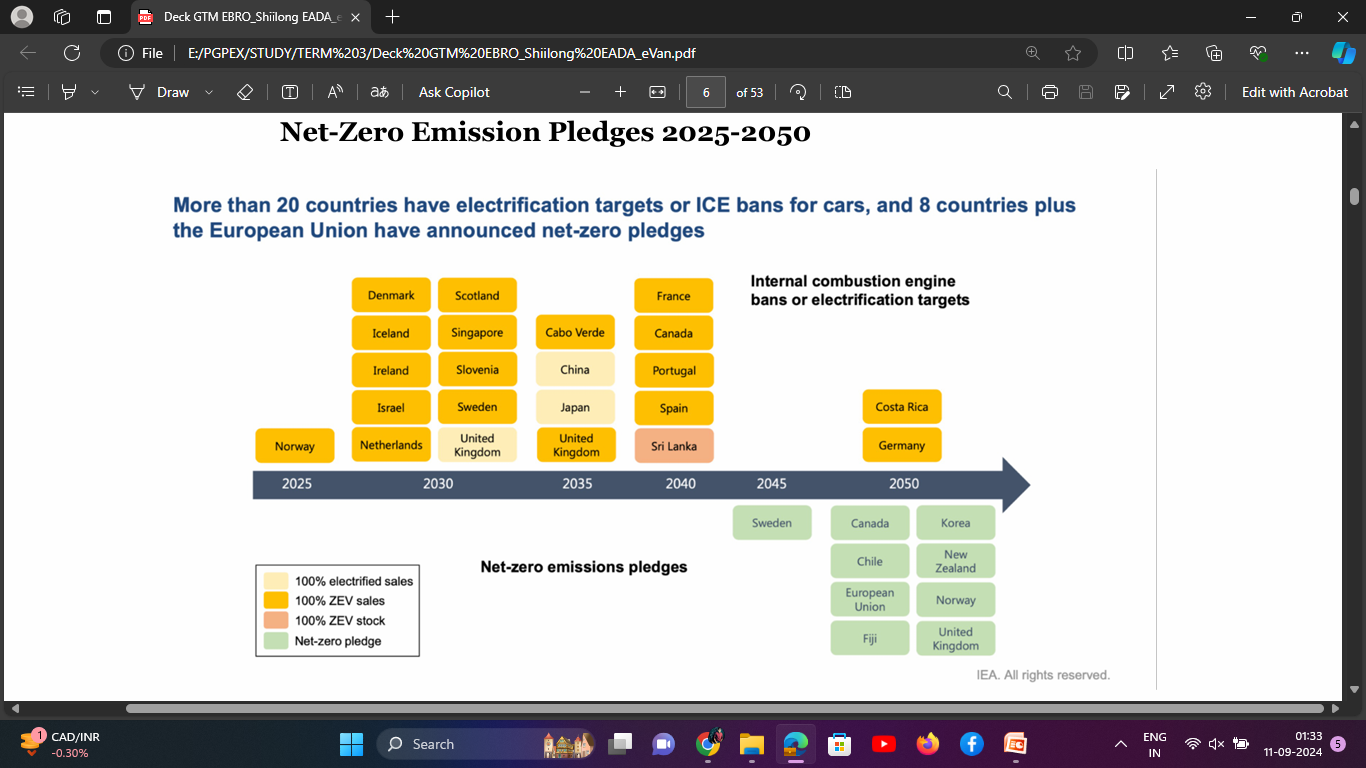 Deck GTM EBRO_Shiilong EADA_e
File
E:/PGPEX/STUDY/TERM%203/Deck%20GTM%20EBRO_Shiilong%20EADA_eVan.pdf
Draw
Ask Copilot
6
of 53
Edit with Acrobat
Net-Zero Emission Pledges 2025-2050
More than 20 countries have electrification targets or ICE bans for cars, and 8 countries plus
the European Union have announced net-zero pledges
Internal combustion engine
bans or electrification targets
Norway
Denmark
Iceland
Ireland
Israel
Netherlands
Scotland
Singapore
Slovenia
Sweden
United
Kingdom
Cabo Verde
China
Japan
United
Kingdom
France
Canada
Portugal
Spain
Sri Lanka
Costa Rica
Germany
2025 2030 2035 2040 2045 2050
Sweden
Canada
Chile
European
Union
Fiji
Korea
New
Zealand
Norway
United
Kingdom
Net-zero emissions pledges
100% electrified sales
100% ZEV sales
100% ZEV stock
Net-zero pledge
IEA. All rights reserved.
1
CAD/INR
-0.30%
Search
ENG
IN
01:33
11-09-2024
5